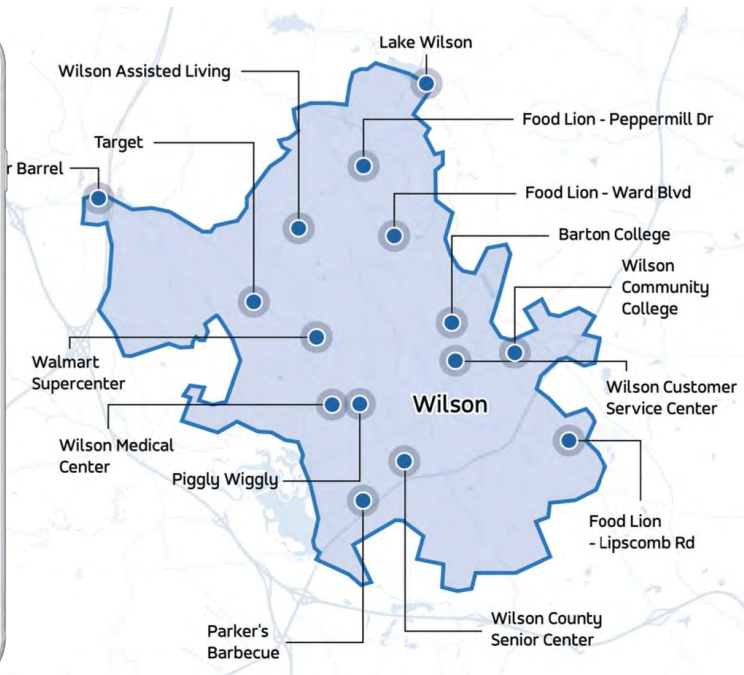 Lake Wilson
Wilson Assisted Living
Food Lion - Peppermill Dr
Target
r Barrel
Food Lion - Ward Blvd
Barton College
Wilson
Community
College
Walmart
Supercenter
Wilson Customer
Service Center
Wilson
Wilson Medical
Center
Piggly Wiggly
Food Lion
- Lipscomb Rd
Wilson County
Senior Center
Parker's
Barbecue